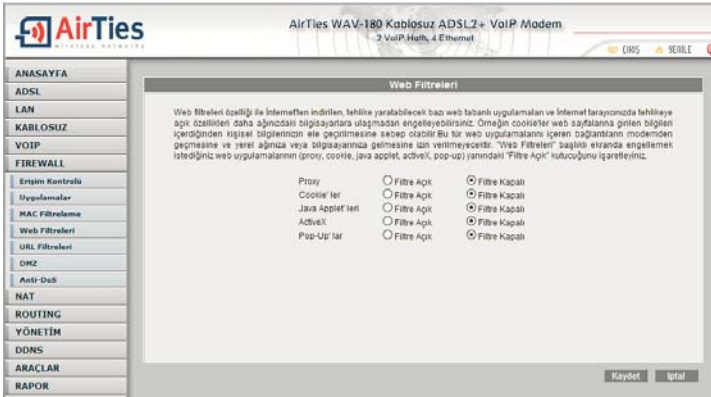 AirTies
wireless networks
AirTies WAV-180 Kablosuz ADSL2+ VoIP Modem
2 VoIP Hattı, 4 Ethernet
ÇIKIŞ
YENİLE
ANASAYFA
ADSL
LAN
KABLOSUZ
VOIP
FIREWALL
Erişim Kontrolü
Uygulamalar
MAC Filtreleme
Web Filtreleri
URL Filtreleri
DMZ
Anti-DoS
NAT
ROUTING
YÖNETİM
DDNS
ARAÇLAR
RAPOR
Web Filtreleri
Web filtreleri özelliği ile İnternet'ten indirilen, tehlike yaratabilecek bazı web tabanlı uygulamaları ve İnternet tarayıcınızda tehlikeye
açık özellikleri daha ağınızdaki bilgisayarlara ulaşmadan engelleyebilirsiniz. Örneğin cookie'ler web sayfalarına girilen bilgileri
içerdiğinden kişisel bilgilerinizin ele geçirilmesine sebep olabilir.Bu tür web uygulamalarını içeren bağlantıların modemden
geçmesine ve yerel ağınıza veya bilgisayarınıza gelmesine izin verilmeyecektir. "Web Filtreleri" başlıklı ekranda engellemek
istediğiniz web uygulamalarının (proxy, cookie, java applet, activeX, pop-up) yanındaki "Filtre Açık" kutucuğunu işaretleyiniz.
Proxy Filtre Açık Filtre Kapalı
Cookie' ler Filtre Açık Filtre Kapalı
Java Applet' leri Filtre Açık Filtre Kapalı
ActiveX Filtre Açık Filtre Kapalı
Pop-Up' lar Filtre Açık Filtre Kapalı
Kaydet
İptal